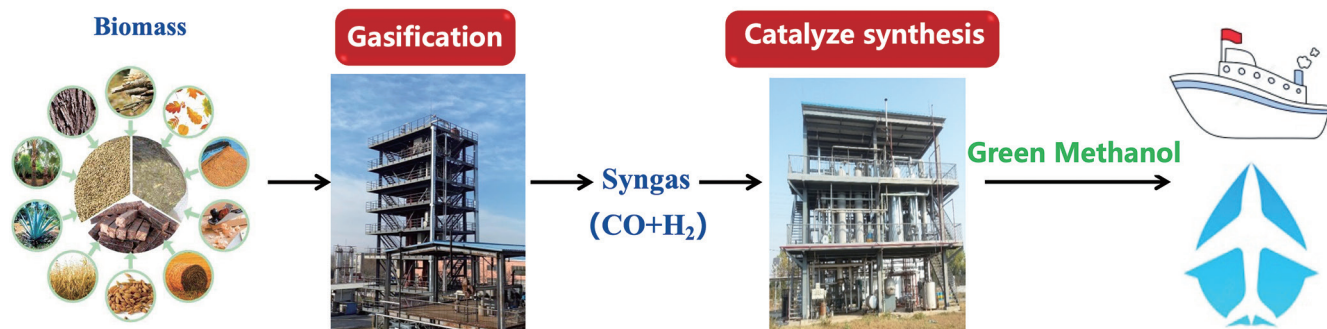 Biomass
Gasification
Syngas
(CO+H₂)
Catalyze synthesis
Green Methanol